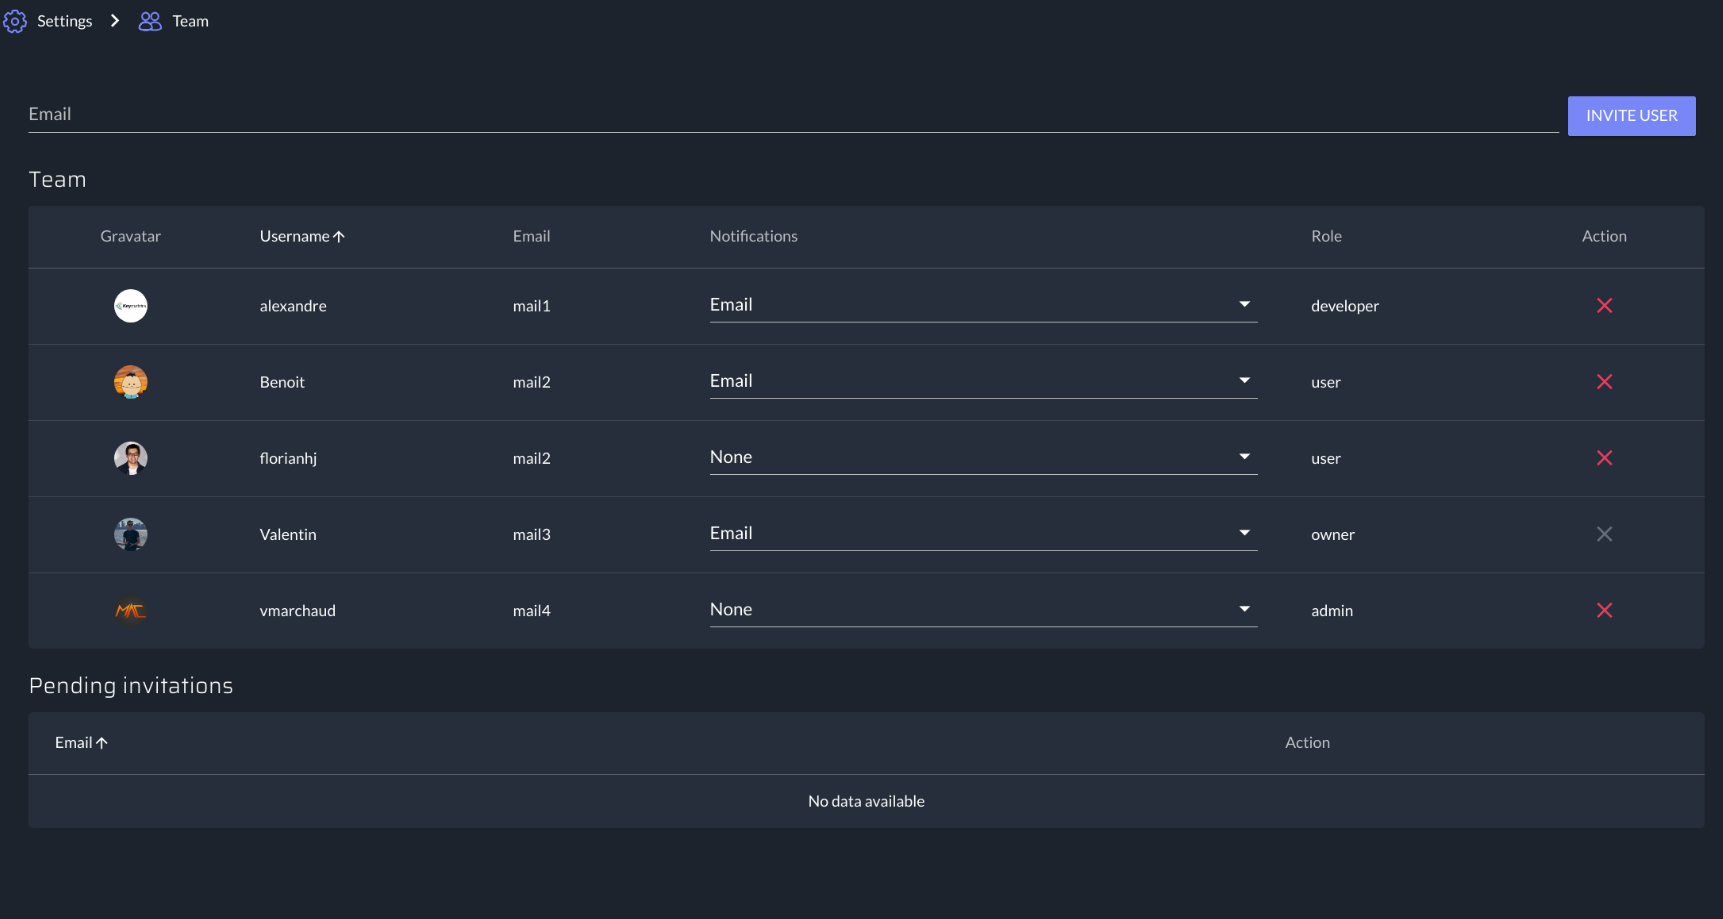 Settings Team
Email INVITE USER
Team
Gravatar Username Email Notifications Role Action
alexandre mail1 Email developer
Benoit mail2 Email user
florianhj mail2 None user
Valentin mail3 Email owner
vmarchaud mail4 None admin
Pending invitations
Email Action
No data available